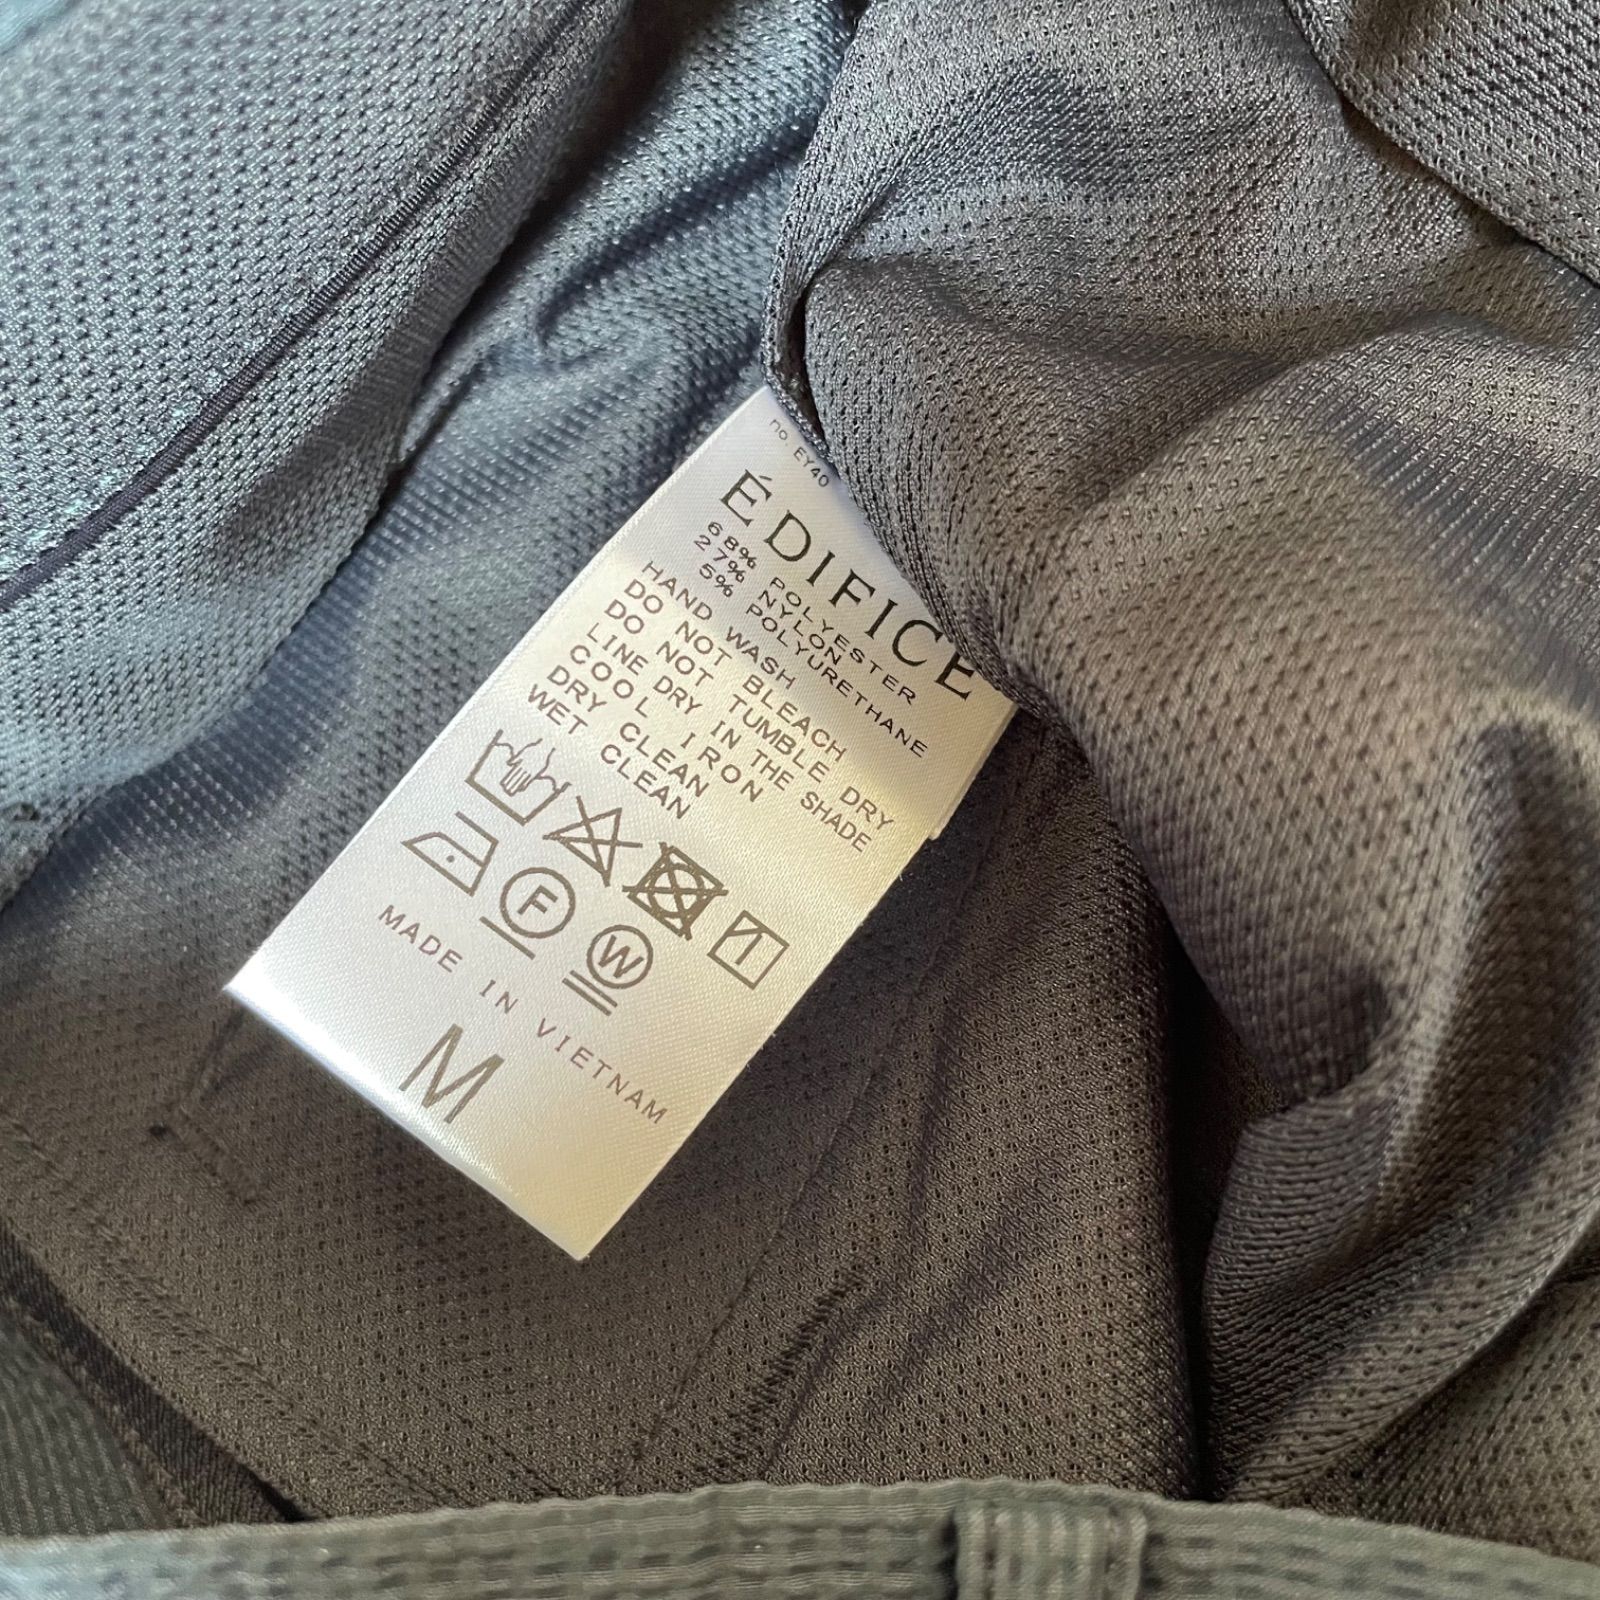 no. EY40
ÉDIFICE
68% POLYESTER
27% NYLON
5% POLYURETHANE
HAND WASH
DO NOT BLEACH
DO NOT TUMBLE DRY
LINE DRY IN THE SHADE
COOL IRON
DRY CLEAN
WET CLEAN
F
W
MADE IN VIETNAM
M